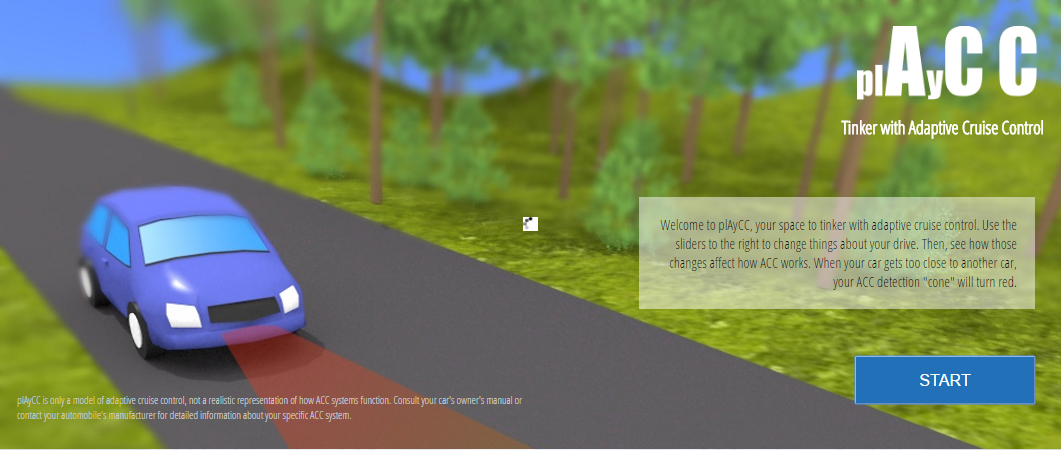 plAyCC
Tinker with Adaptive Cruise Control
Welcome to plAyCC, your space to tinker with adaptive cruise control. Use the
sliders to the right to change things about your drive. Then, see how those
changes affect how ACC works. When your car gets too close to another car,
your ACC detection "cone" will turn red.
START
plAyCC is only a model of adaptive cruise control, not a realistic representation of how ACC systems function. Consult your car's owner's manual or
contact your automobile's manufacturer for detailed information about your specific ACC system.